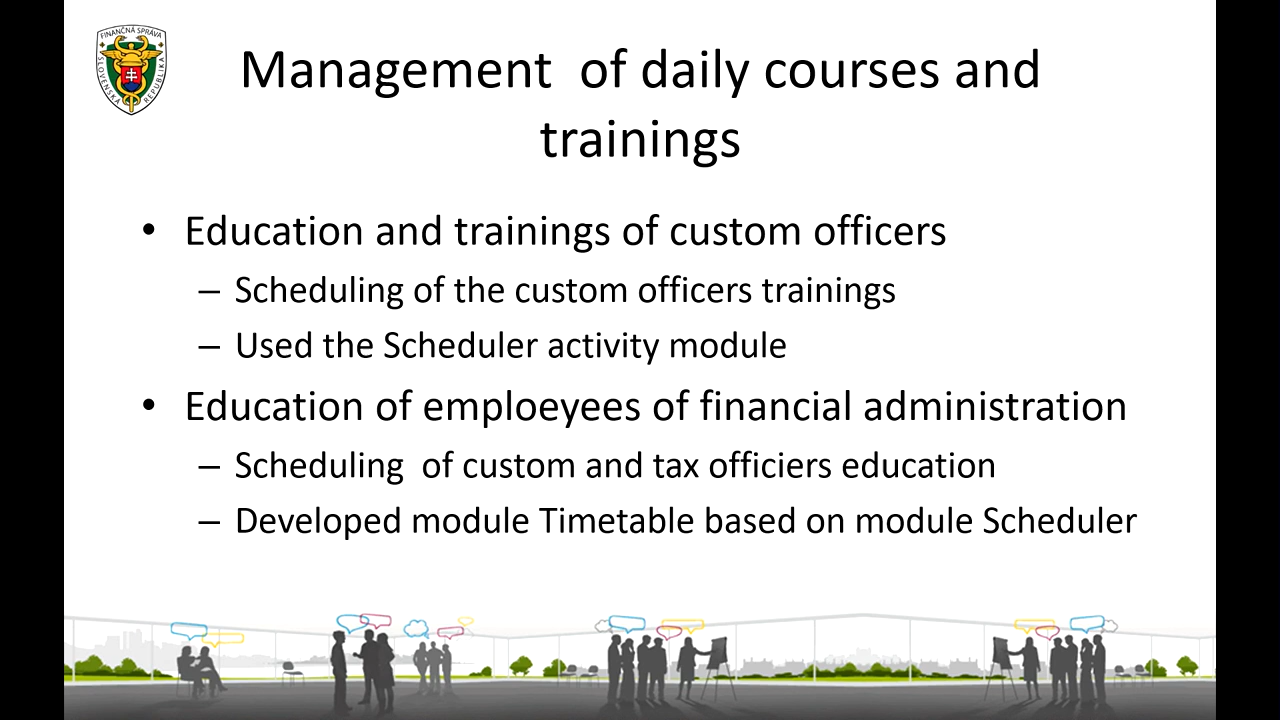 FINANČNÁ SPRÁVA
SLOVENSKÁ REPUBLIKA
Management  of daily courses and
trainings
• Education and trainings of custom officers
– Scheduling of the custom officers trainings
– Used the Scheduler activity module
• Education of emploeyees of financial administration
– Scheduling  of custom and tax officiers education
– Developed module Timetable based on module Scheduler